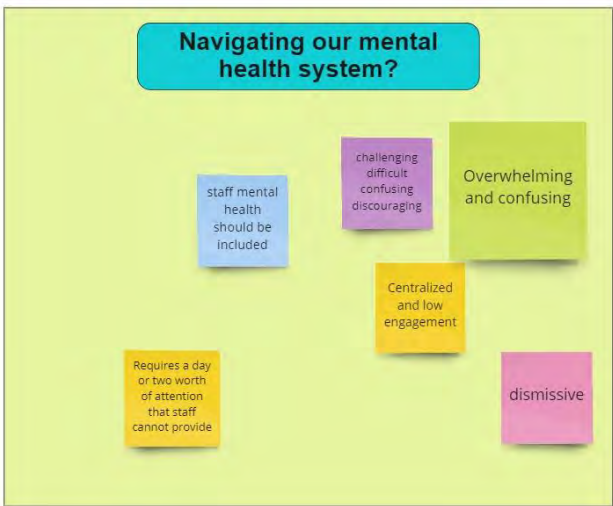 Navigating our mental
health system?
challenging
difficult
confusing
discouraging
Overwhelming
and confusing
staff mental
health
should be
included
Centralized
and low
engagement
Requires a day
or two worth
of attention
that staff
cannot provide
dismissive